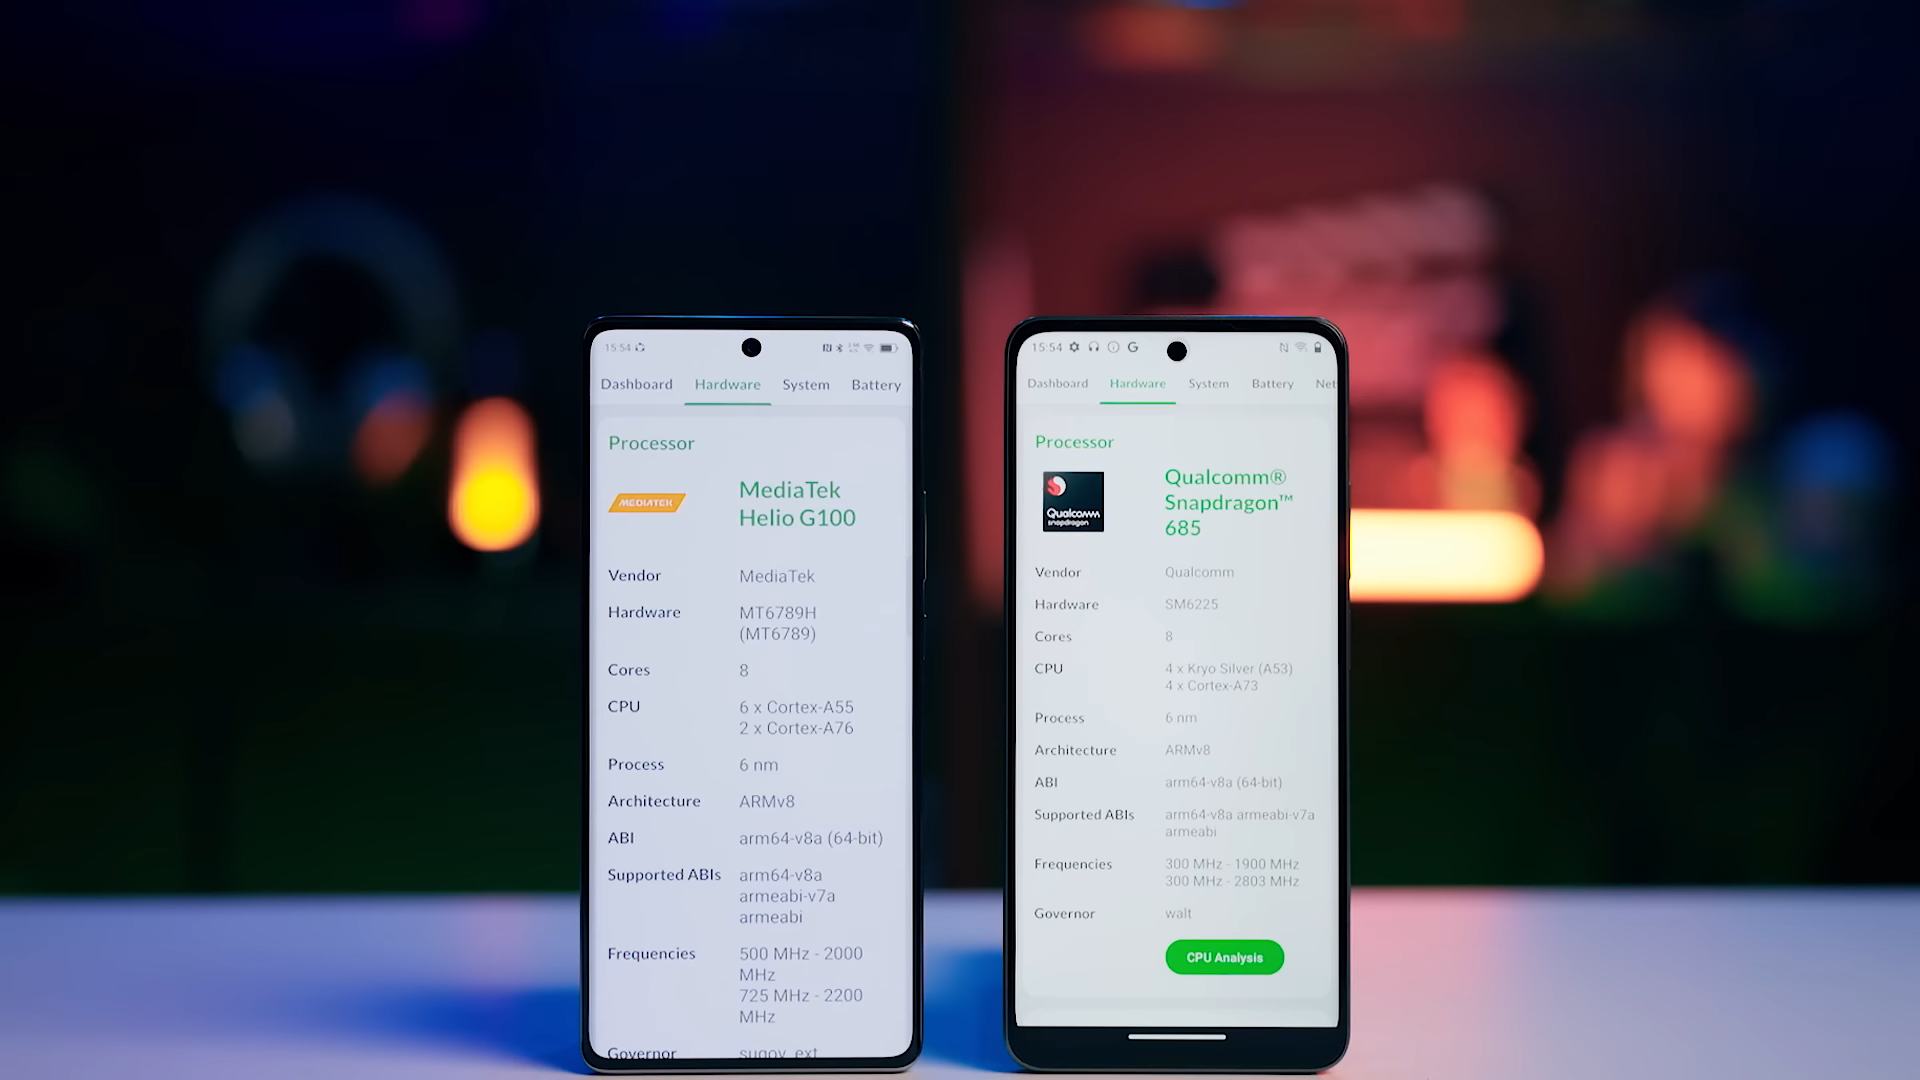 15:54
Dashboard Hardware System Battery
Processor
MEDIATEK
MediaTek
Helio G100
Vendor MediaTek
Hardware MT6789H
(MT6789)
Cores 8
CPU 6 x Cortex-A55
2 x Cortex-A76
Process 6 nm
Architecture ARMv8
ABI arm64-v8a (64-bit)
Supported ABIs arm64-v8a
armeabi-v7a
armeabi
Frequencies 500 MHz - 2000
MHz
725 MHz - 2200
MHz
Governor sugov_ext
15:54 G
Dashboard Hardware System Battery Net
Processor
Qualcomm
snapdragon
Qualcomm®
Snapdragon™
685
Vendor Qualcomm
Hardware SM6225
Cores 8
CPU 4 x Kryo Silver (A53)
4 x Cortex-A73
Process 6 nm
Architecture ARMv8
ABI arm64-v8a (64-bit)
Supported ABIs arm64-v8a armeabi-v7a
armeabi
Frequencies 300 MHz - 1900 MHz
300 MHz - 2803 MHz
Governor walt
CPU Analysis